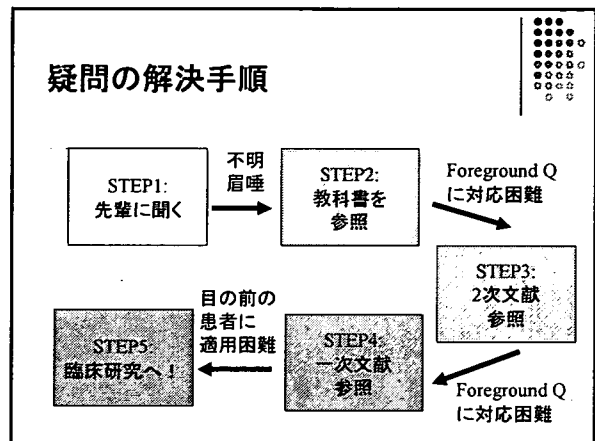 疑問の解決手順
STEP1:
先輩に聞く
不明
眉唾
STEP2:
教科書を
参照
Foreground Q
に対応困難
STEP3:
2次文献
参照
Foreground Q
に対応困難
STEP4:
一次文献
参照
目の前の
患者に
適用困難
STEP5:
臨床研究へ！